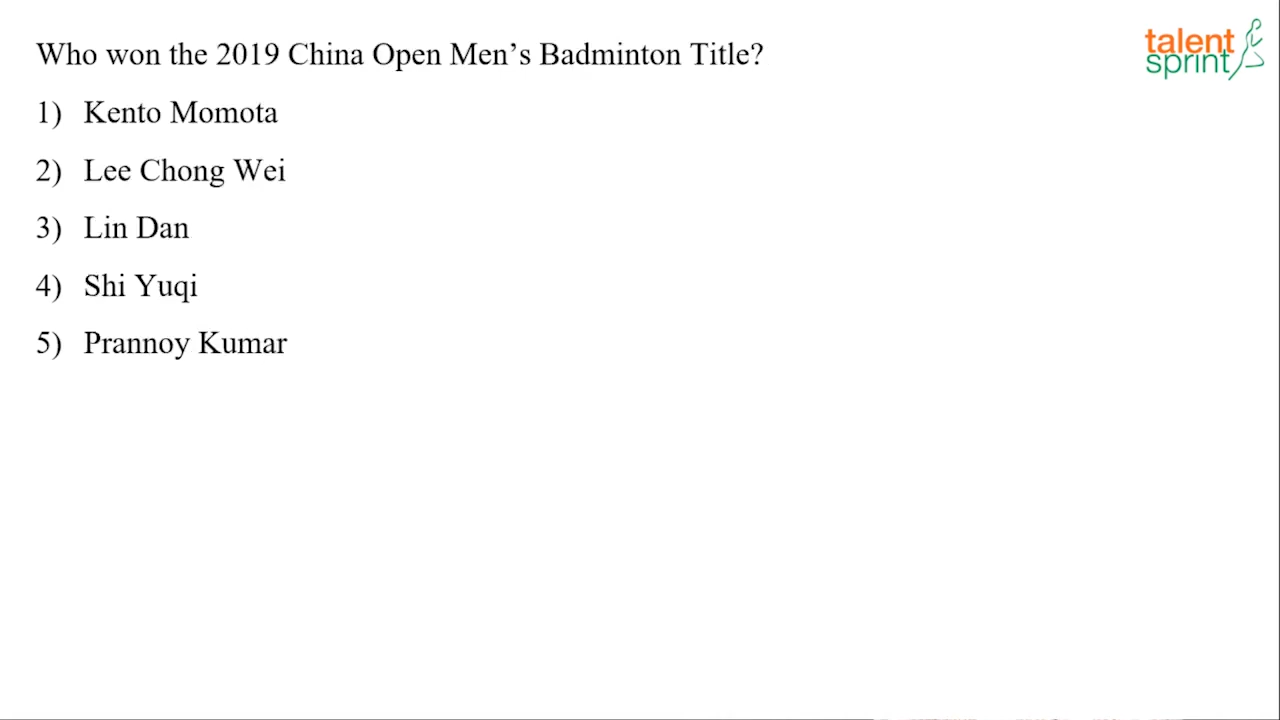 Who won the 2019 China Open Men’s Badminton Title?
1) Kento Momota
2) Lee Chong Wei
3) Lin Dan
4) Shi Yuqi
5) Prannoy Kumar
talent
sprint